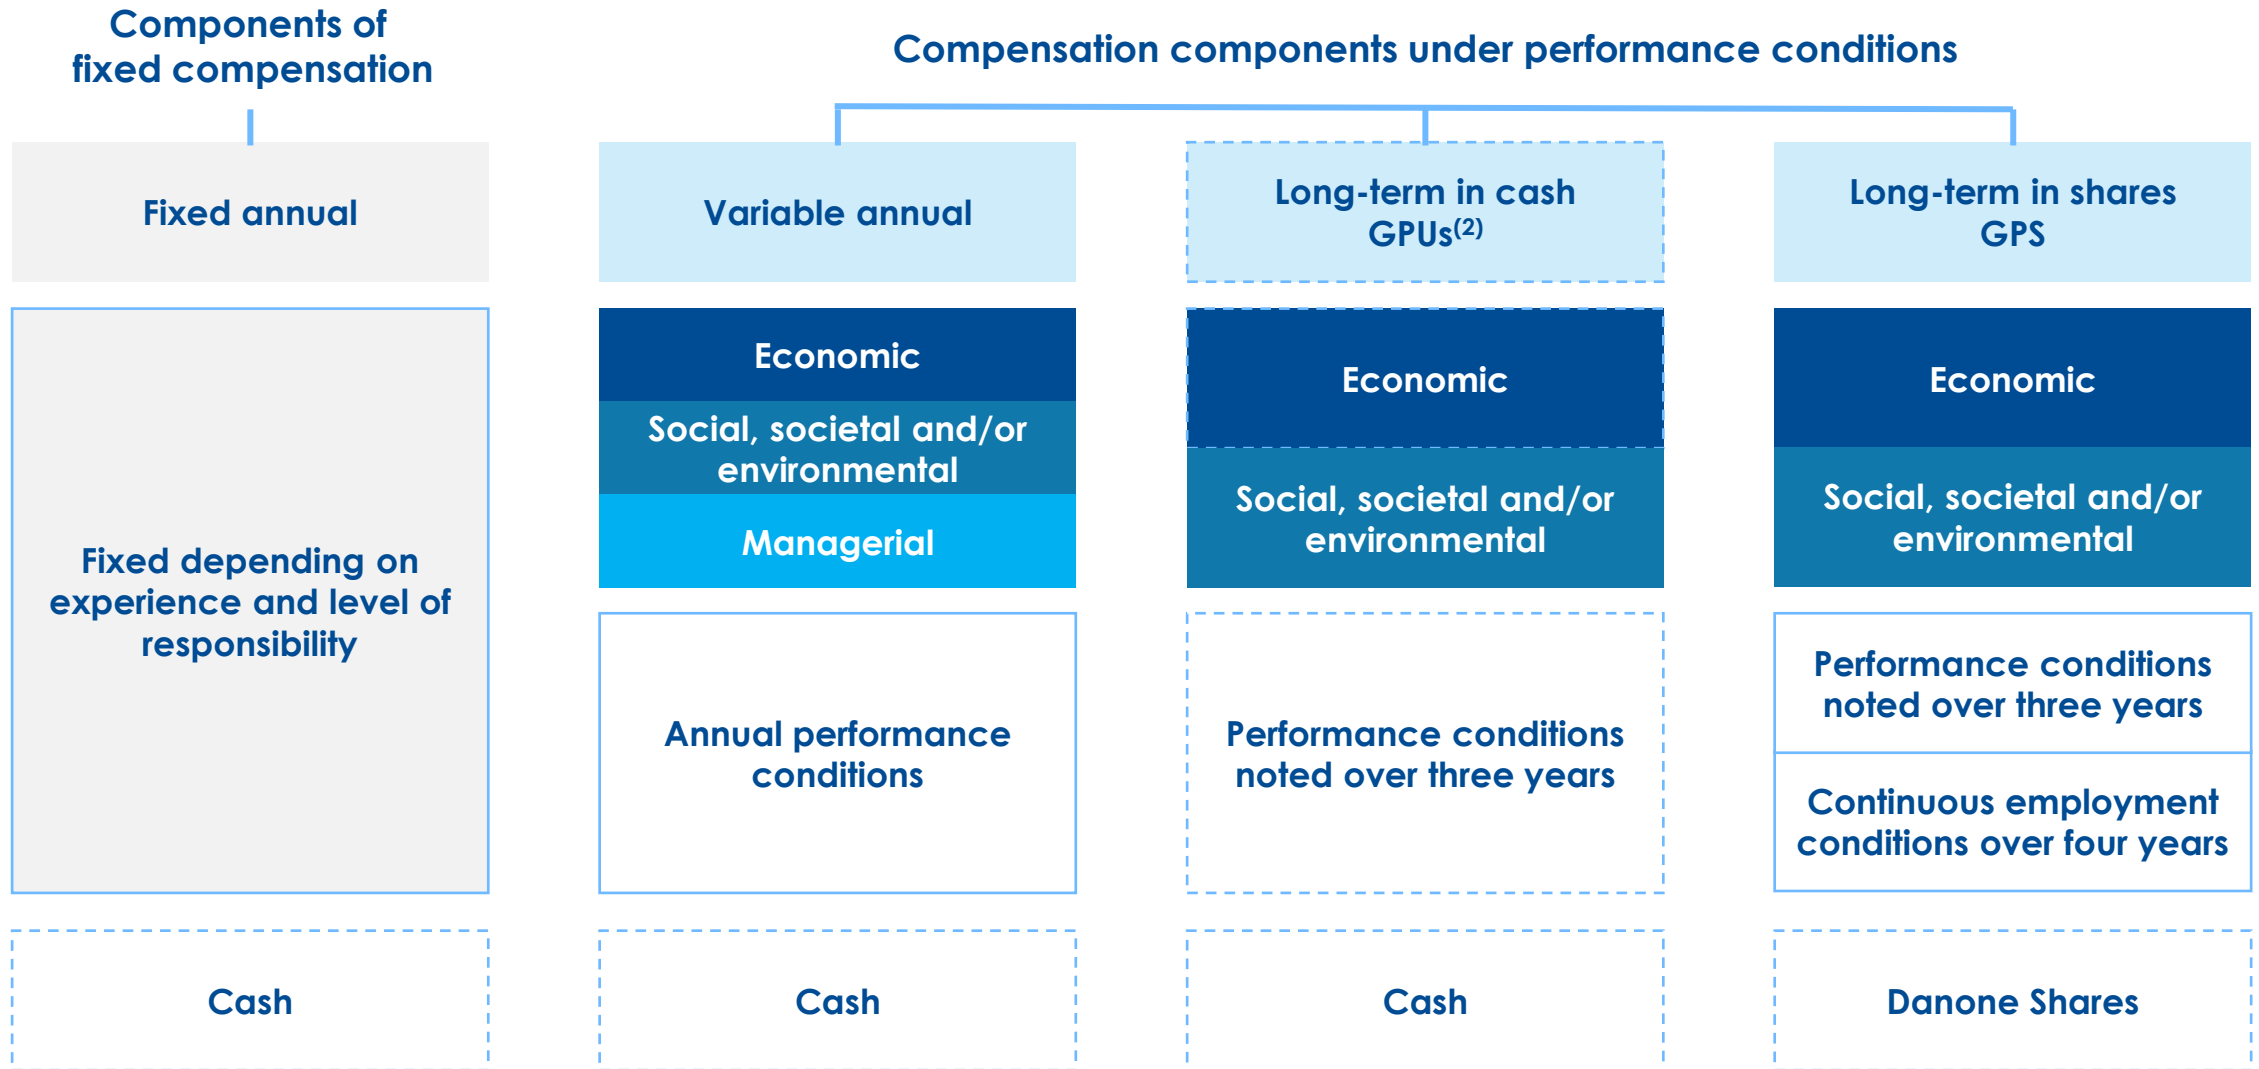 Components of
fixed compensation
Compensation components under performance conditions
Fixed annual
Variable annual
Long-term in cash
GPUs(2)
Long-term in shares
GPS
Fixed depending on
experience and level of
responsibility
Economic
Social, societal and/or
environmental
Managerial
Economic
Social, societal and/or
environmental
Economic
Social, societal and/or
environmental
Annual performance
conditions
Performance conditions
noted over three years
Performance conditions
noted over three years
Continuous employment
conditions over four years
Cash
Cash
Cash
Danone Shares